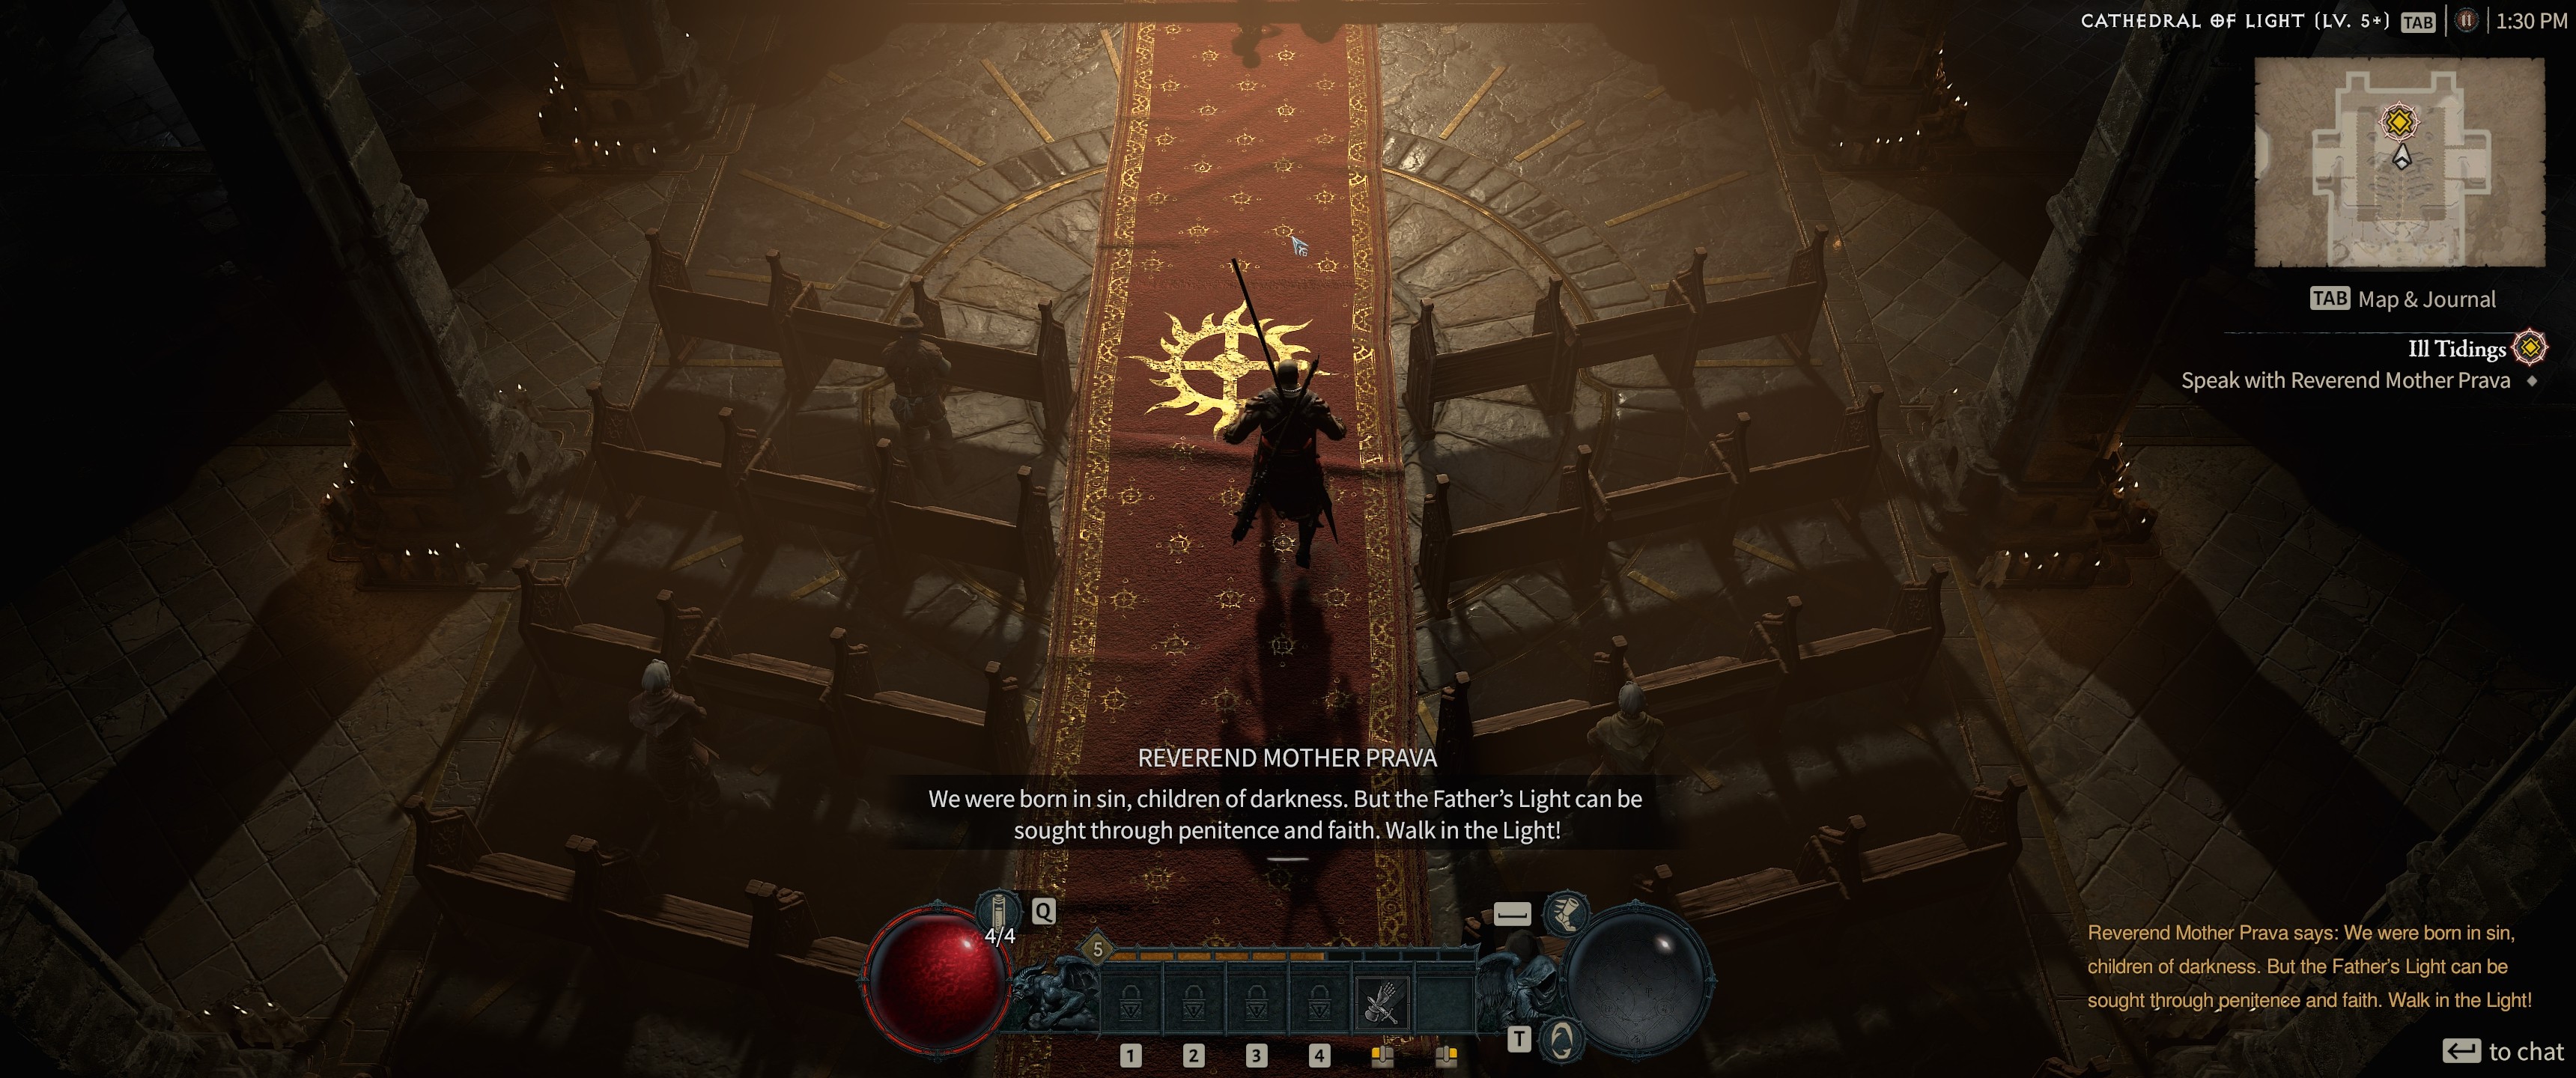 CATHEDRAL OF LIGHT (LV. 5+) TAB 1:30 PM
TAB Map & Journal
Ill Tidings
Speak with Reverend Mother Prava
REVEREND MOTHER PRAVA
We were born in sin, children of darkness. But the Father’s Light can be
sought through penitence and faith. Walk in the Light!
Q
4/4
5
T
1 2 3 4
Reverend Mother Prava says: We were born in sin,
children of darkness. But the Father's Light can be
sought through penitence and faith. Walk in the Light!
to chat